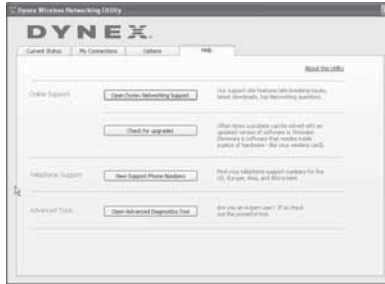 Dynex Wireless Networking Utility
DYNEX
Current Status My Connections Options Help
About this Utility
Online Support
Open Dynex Networking Support
Our support site features late breaking issues,
latest downloads, top networking questions.
Check for upgrades
Often times a problem can be solved with an
updated version of software or firmware
(firmware is software that resides inside
a piece of hardware - like your wireless card).
Telephone Support
View Support Phone Numbers
Find your telephone support numbers for the
US, Europe, Asia, and Africa here.
Advanced Tools
Open Advanced Diagnostics Tool
Are you an expert user? If so check
out this powerful tool.